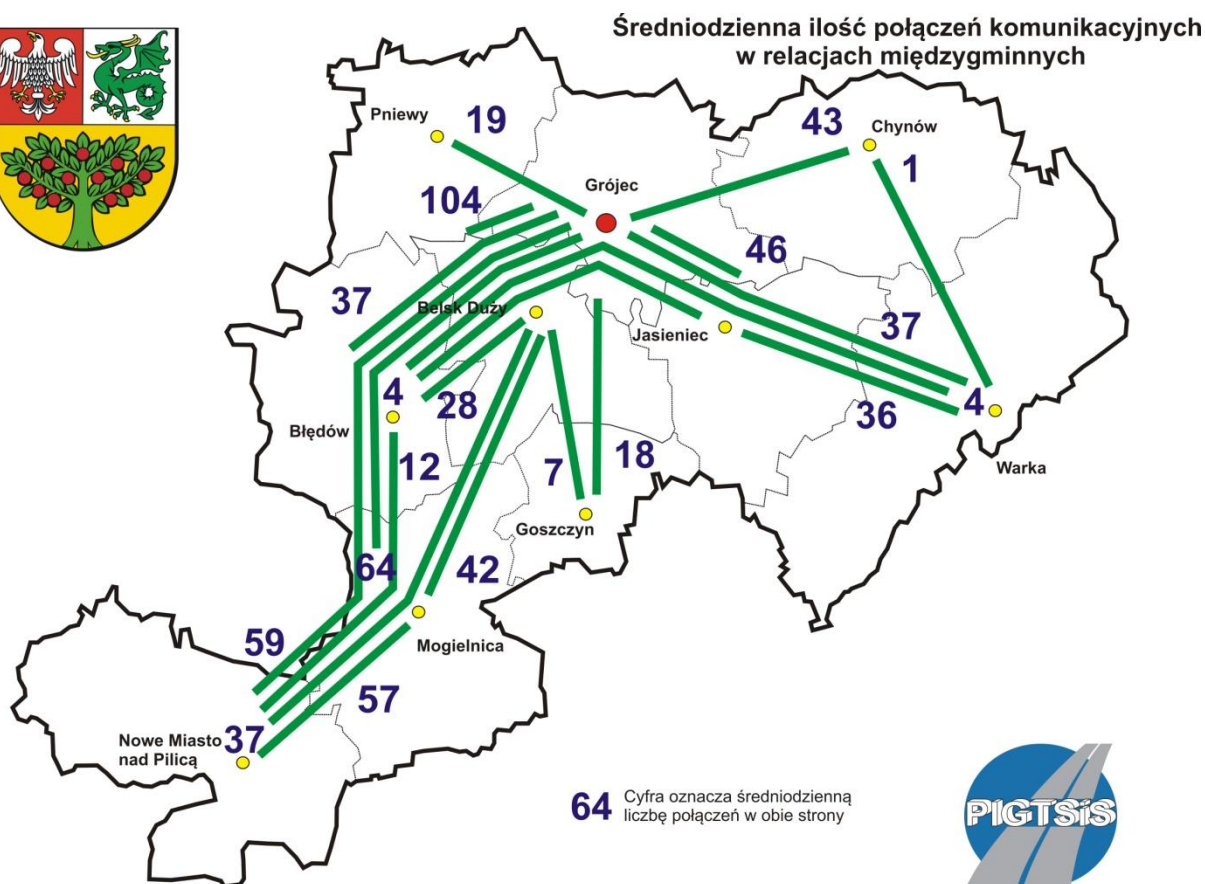 Średniodzienna ilość połączeń komunikacyjnych
w relacjach międzygminnych
Pniewy
19
43
Chynów
1
Grójec
104
46
37
Belsk Duży
Jasieniec
37
4
28
36
4
Błędów
12
7
18
Warka
Goszczyn
64
42
59
Mogielnica
57
Nowe Miasto
nad Pilicą
37
64
Cyfra oznacza średniodzienną
liczbę połączeń w obie strony
PIGTSiS